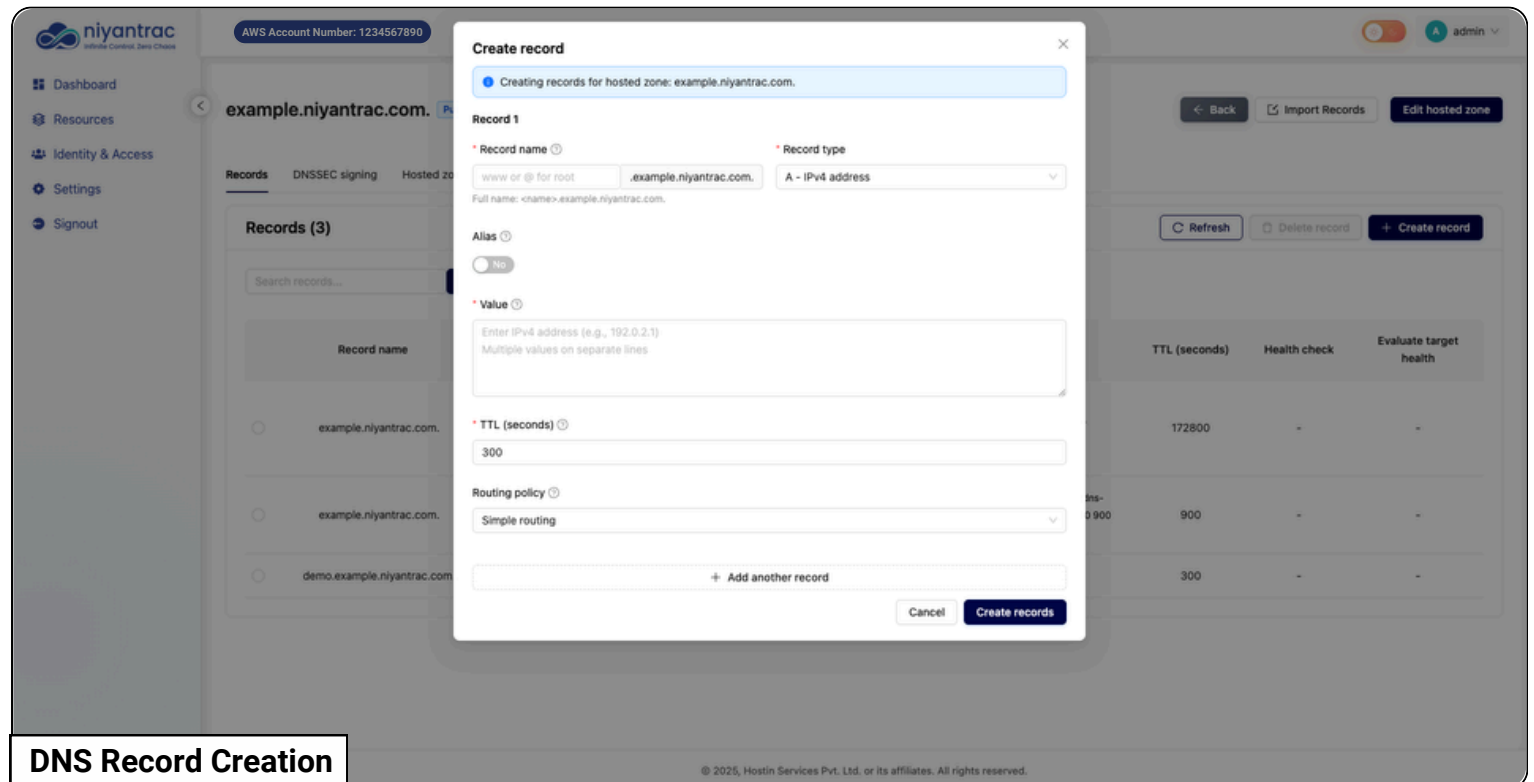 niyantrac
Infinite Control. Zero Chaos
AWS Account Number: 1234567890
A admin
Dashboard
Resources
Identity & Access
Settings
Signout
example.niyantrac.com.
Back
Import Records
Edit hosted zone
Records
DNSSEC signing
Hosted zo
Records (3)
Refresh
Delete record
+ Create record
Search records...
Record name
TTL (seconds)
Health check
Evaluate target
health
example.niyantrac.com.
172800
-
-
example.niyantrac.com.
dns-
0 900
900
-
-
demo.example.niyantrac.com
300
-
-
Create record
Creating records for hosted zone: example.niyantrac.com.
Record 1
* Record name
* Record type
www or @ for root
.example.niyantrac.com.
A - IPv4 address
Full name: <name>.example.niyantrac.com.
Alias
No
* Value
Enter IPv4 address (e.g., 192.0.2.1)
Multiple values on separate lines
* TTL (seconds)
300
Routing policy
Simple routing
+ Add another record
Cancel
Create records
DNS Record Creation
© 2025, Hostin Services Pvt. Ltd. or its affiliates. All rights reserved.